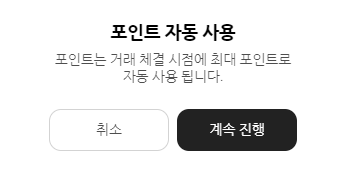 포인트 자동 사용
포인트는 거래 체결 시점에 최대 포인트로
자동 사용 됩니다.
취소
계속 진행